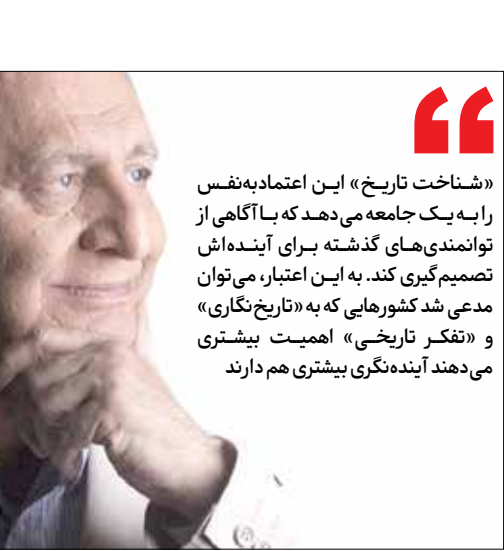 «شناخت تاریخ» این اعتمادبه‌نفس
را به یک جامعه می‌دهد که با آگاهی از
توانمندی‌های گذشته برای آینده‌اش
تصمیم‌گیری کند. به این اعتبار، می‌توان
مدعی شد کشورهایی که به «تاریخ‌نگاری»
و «تفکر تاریخی» اهمیت بیشتری
می‌دهند آینده‌نگری بیشتری هم دارند